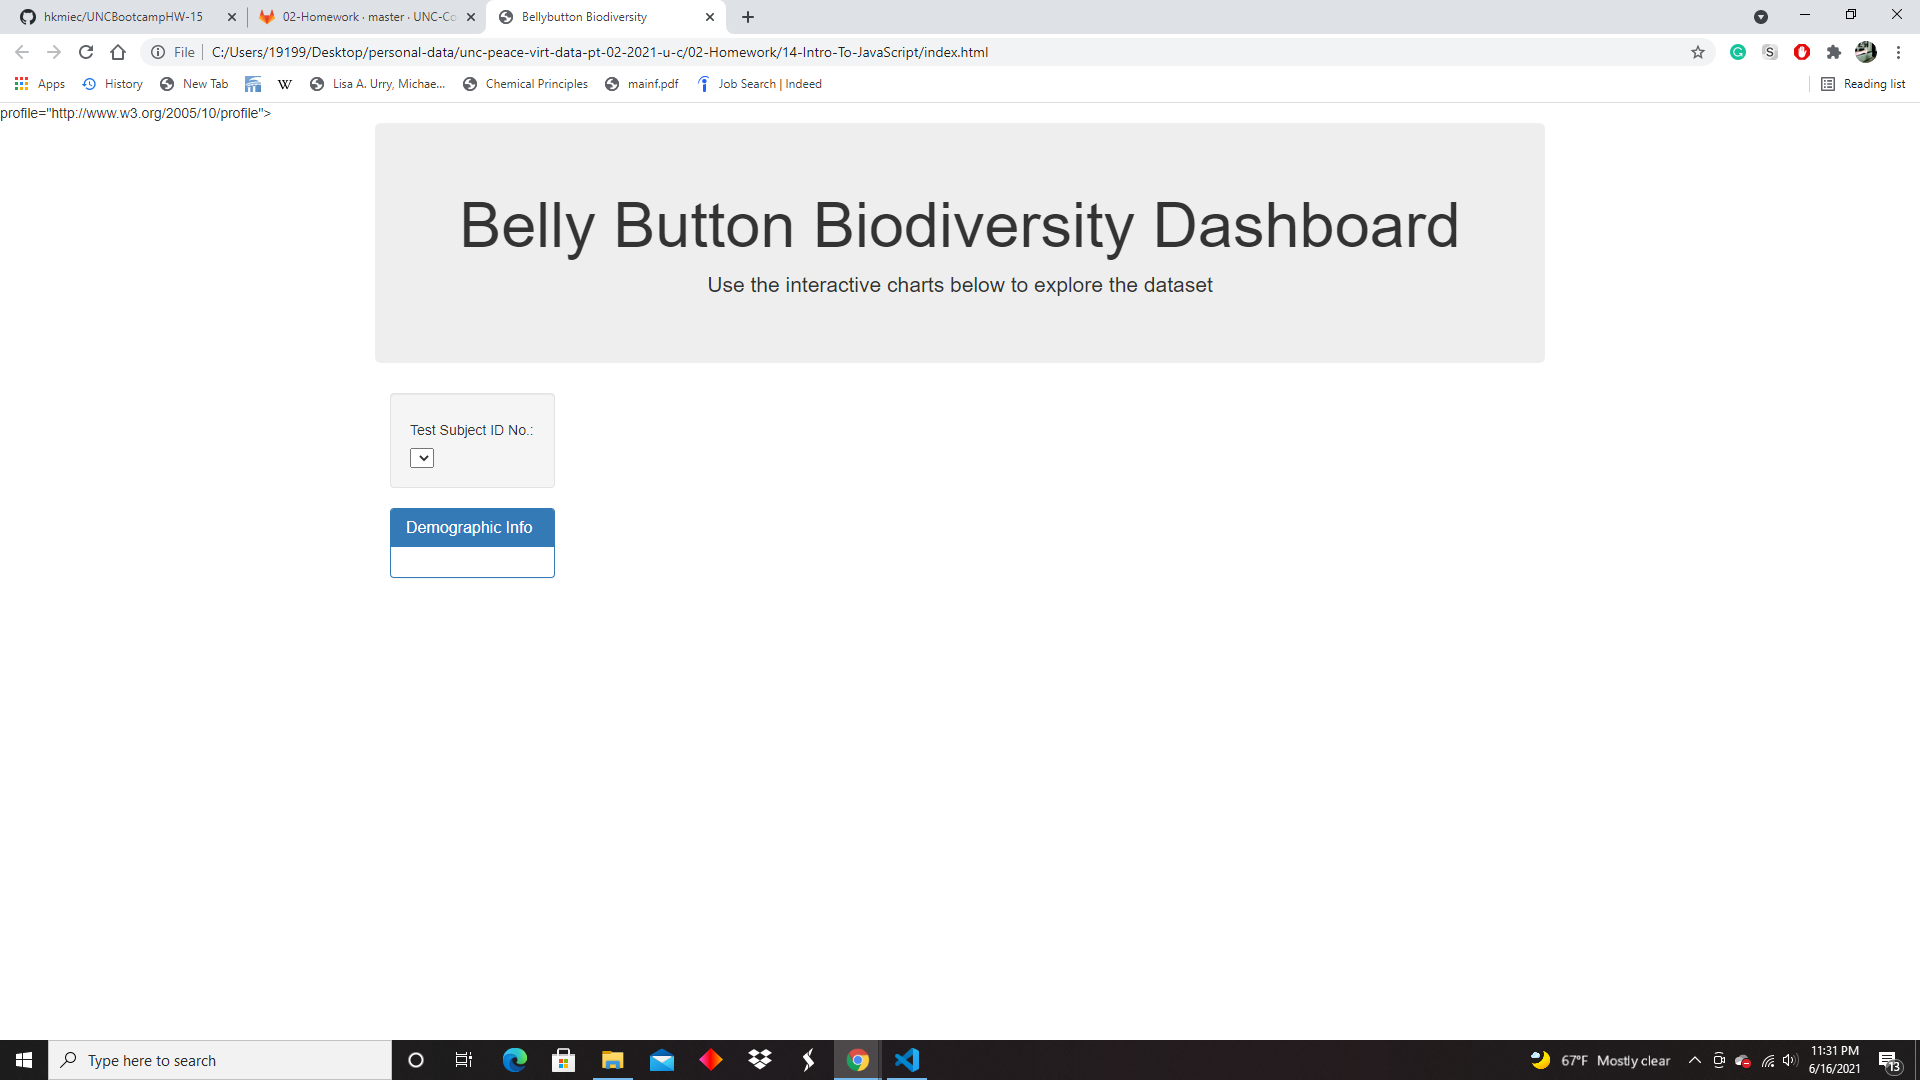 hkmiec/UNCBootcampHW-15
02-Homework · master · UNC-Co
Bellybutton Biodiversity
File
C:/Users/19199/Desktop/personal-data/unc-peace-virt-data-pt-02-2021-u-c/02-Homework/14-Intro-To-JavaScript/index.html
G
S
Apps
History
New Tab
W
Lisa A. Urry, Michae...
Chemical Principles
mainf.pdf
Job Search | Indeed
Reading list
profile="http://www.w3.org/2005/10/profile">
Belly Button Biodiversity Dashboard
Use the interactive charts below to explore the dataset
Test Subject ID No.:
Demographic Info
Type here to search
67°F Mostly clear
11:31 PM
6/16/2021
13